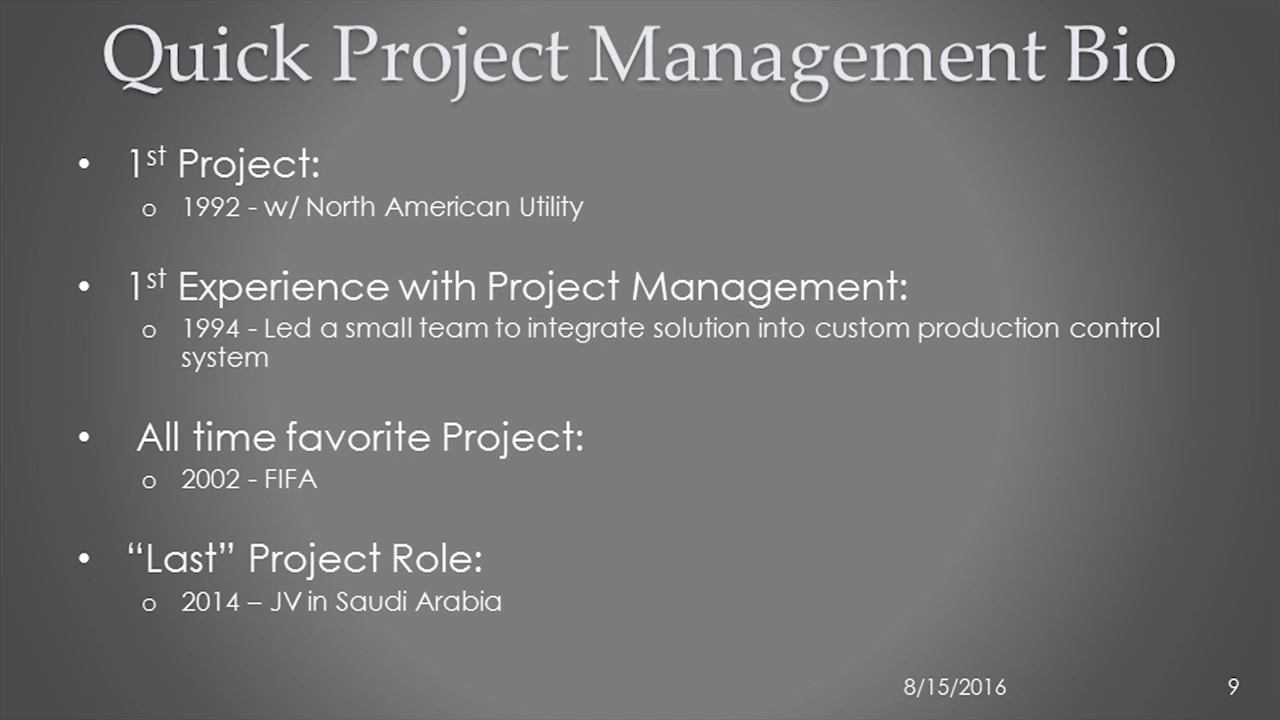 Quick Project Management Bio
• 1st Project:
o 1992 - w/ North American Utility
• 1st Experience with Project Management:
o 1994 - Led a small team to integrate solution into custom production control
system
• All time favorite Project:
o 2002 - FIFA
• “Last” Project Role:
o 2014 – JV in Saudi Arabia
8/15/2016 9